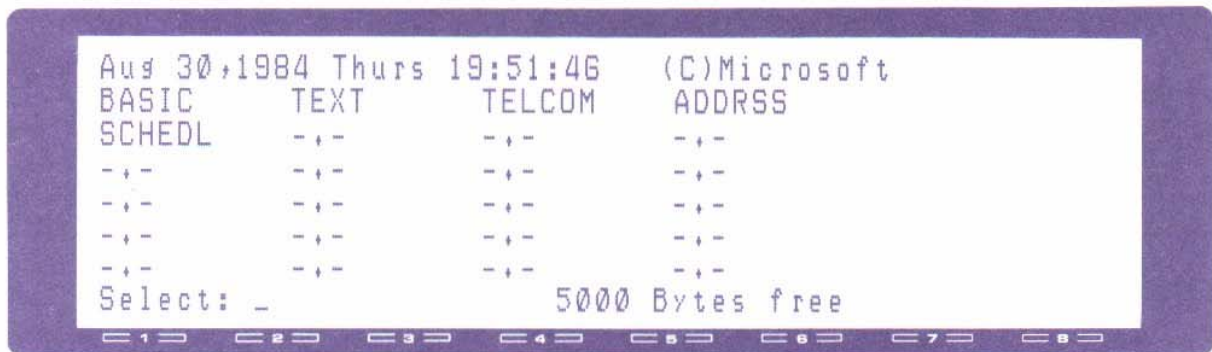 Aug 30,1984 Thurs 19:51:46 (C)Microsoft
BASIC TEXT TELCOM ADDRSS
SCHEDL -.- -.- -.-
-.- -.- -.- -.-
-.- -.- -.- -.-
-.- -.- -.- -.-
-.- -.- -.- -.-
Select: _ 5000 Bytes free
1 2 3 4 5 6 7 8